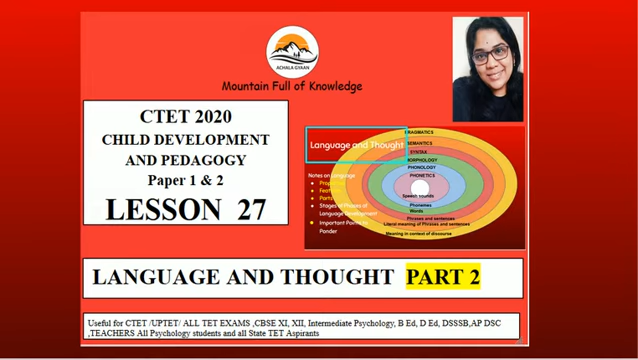 ACHALA GYAAN
Mountain Full of Knowledge
CTET 2020
CHILD DEVELOPMENT
AND PEDAGOGY
Paper 1 & 2
LESSON 27
Language and Thought
Notes on Language
Stages of Phases of
Language Development
Important Points to
Ponder
PRAGMATICS
SEMANTICS
SYNTAX
MORPHOLOGY
PHONOLOGY
PHONETICS
Speech sounds
Phonemes
Words
Phrases and sentences
Literal meaning of Phrases and sentences
Meaning in context of discourse
LANGUAGE AND THOUGHT PART 2
Useful for CTET /UPTET/ ALL TET EXAMS ,CBSE XI, XII, Intermediate Psychology, B Ed, D Ed, DSSSB,AP DSC
,TEACHERS All Psychology students and all State TET Aspirants